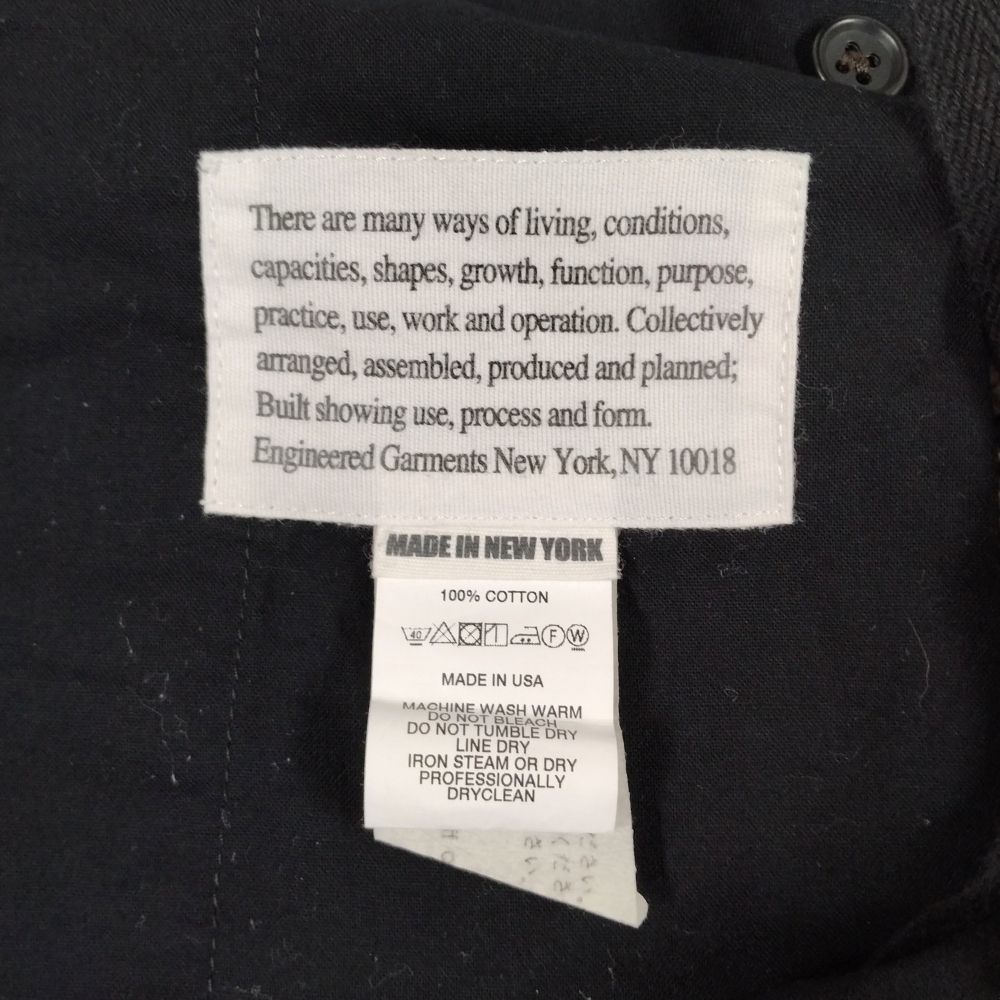 There are many ways of living, conditions,
capacities, shapes, growth, function, purpose,
practice, use, work and operation. Collectively
arranged, assembled, produced and planned;
Built showing use, process and form.
Engineered Garments New York, NY 10018
MADE IN NEW YORK
100% COTTON
40 F W
MADE IN USA
MACHINE WASH WARM
DO NOT BLEACH
DO NOT TUMBLE DRY
LINE DRY
IRON STEAM OR DRY
PROFESSIONALLY
DRYCLEAN